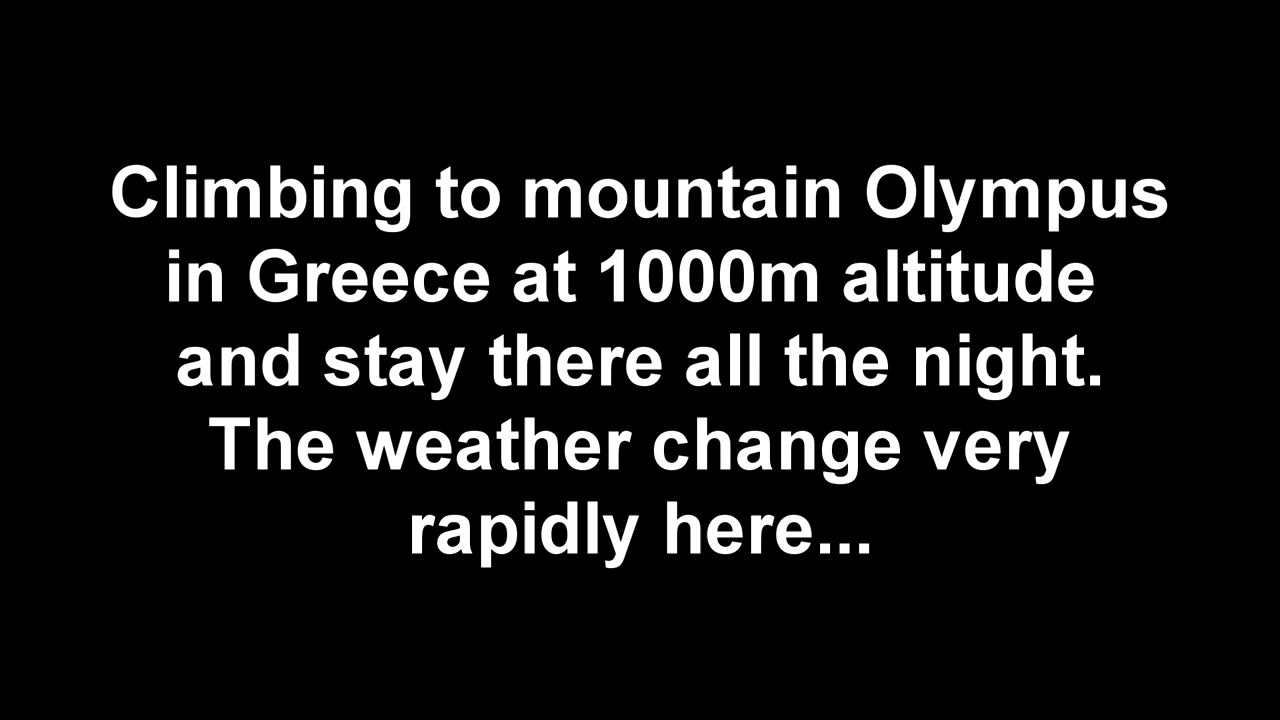 Climbing to mountain Olympus
in Greece at 1000m altitude
and stay there all the night.
The weather change very
rapidly here...